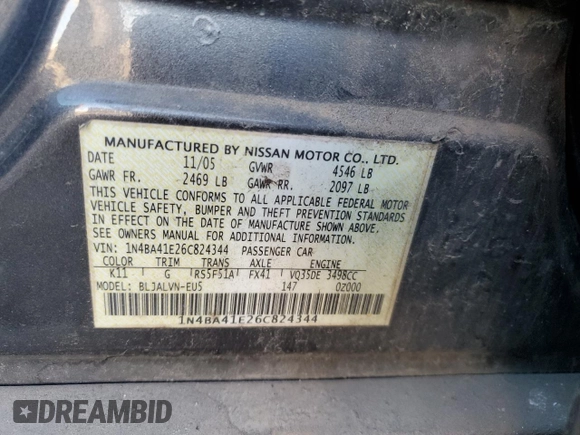 MANUFACTURED BY NISSAN MOTOR CO., LTD.
DATE 11/05 GVWR 4546 LB
GAWR FR. 2469 LB GAWR RR. 2097 LB
THIS VEHICLE CONFORMS TO ALL APPLICABLE FEDERAL MOTOR
VEHICLE SAFETY, BUMPER AND THEFT PREVENTION STANDARDS
IN EFFECT ON THE DATE OF MANUFACTURE SHOWN ABOVE.
SEE OWNERS MANUAL FOR ADDITIONAL INFORMATION.
VIN: 1N4BA41E26C824344 PASSENGER CAR
COLOR TRIM TRANS AXLE ENGINE
K11 G RS5F51A FX41 VQ35DE 3498CC
MODEL: BLJALVN-EU5 147 02000
1N4BA41E26C824344
DREAMBID